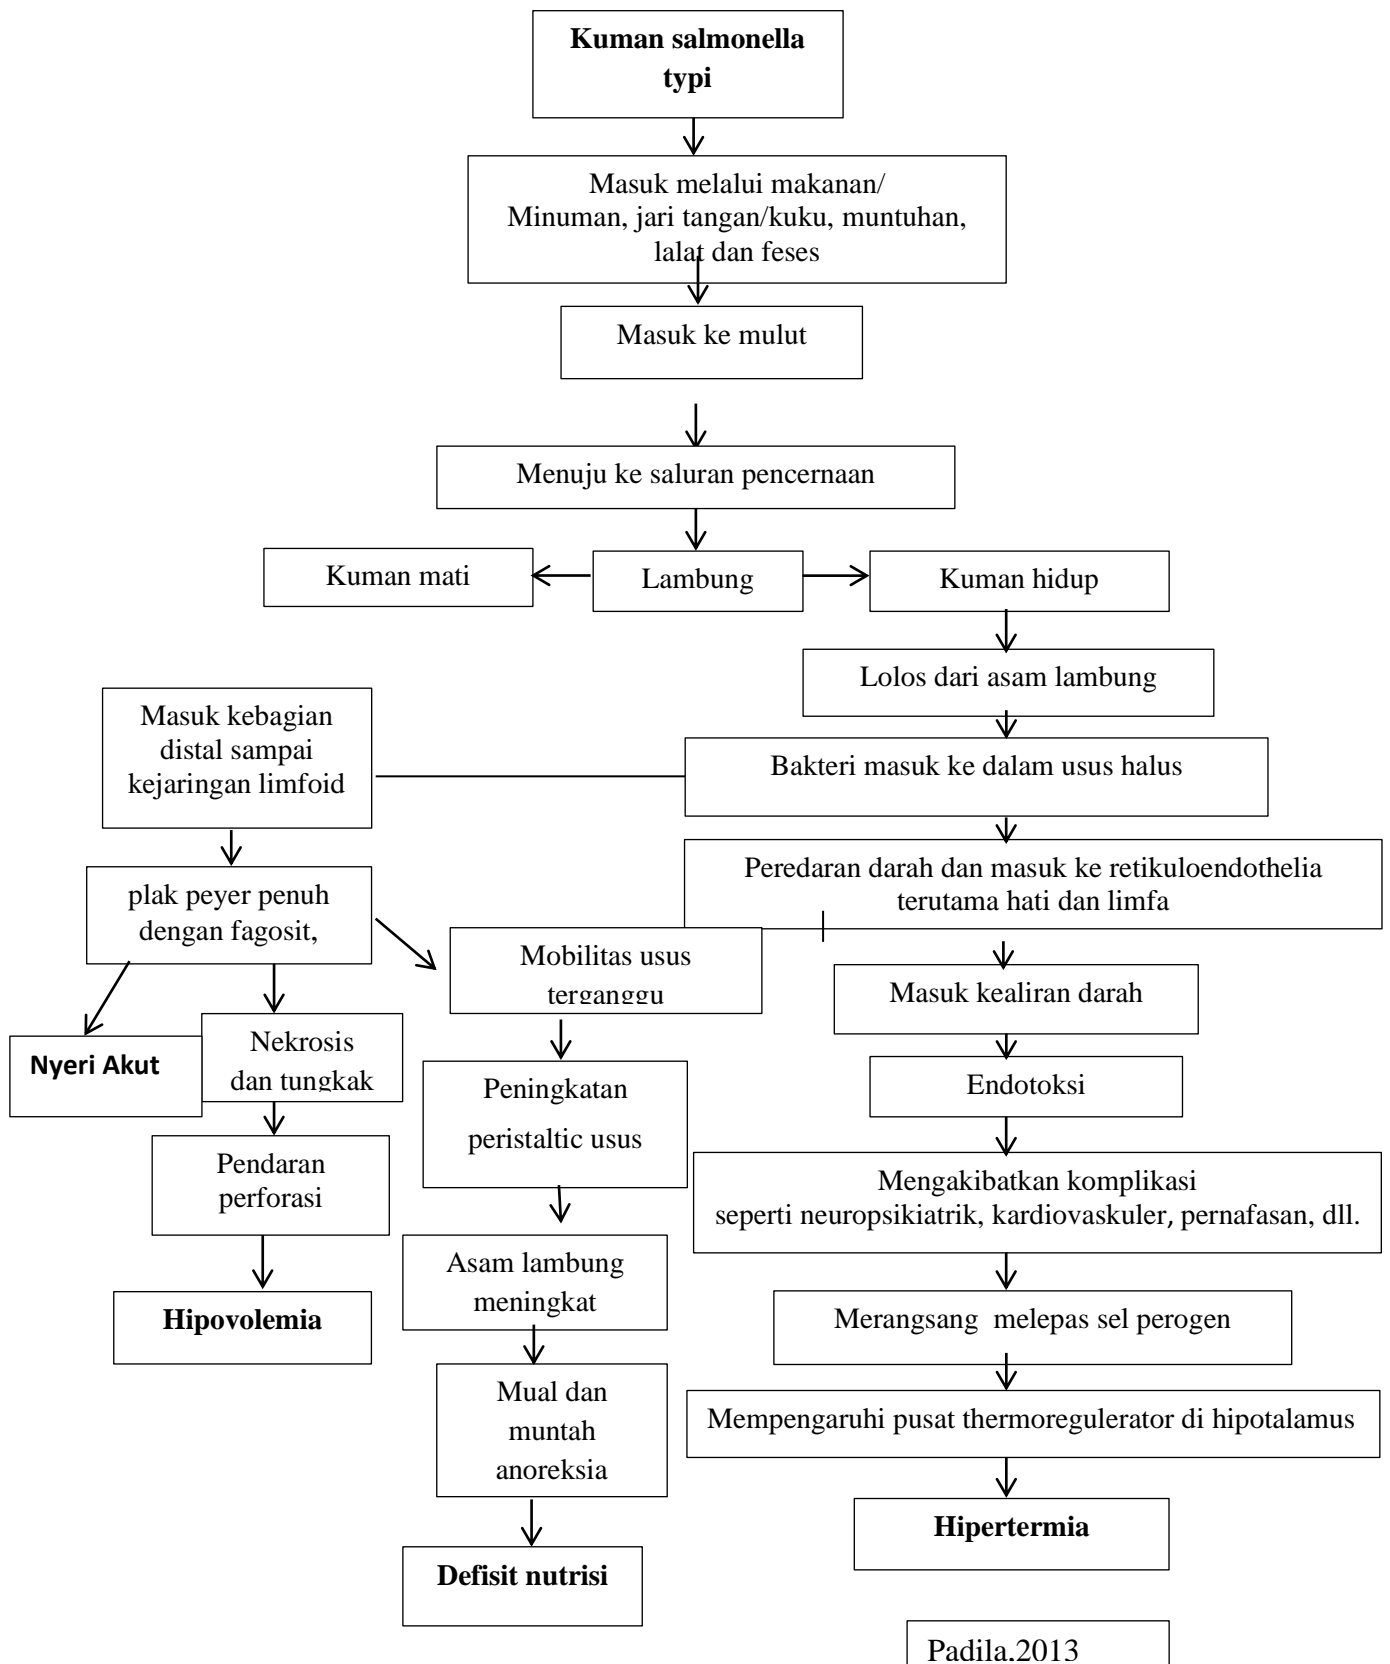 Kuman salmonella
typi
Masuk melalui makanan/
Minuman, jari tangan/kuku, muntuhan,
lalat dan feses
Masuk ke mulut
Menuju ke saluran pencernaan
Kuman mati
Lambung
Kuman hidup
Lolos dari asam lambung
Masuk kebagian
distal sampai
kejaringan limfoid
Bakteri masuk ke dalam usus halus
Peredaran darah dan masuk ke retikuloendothelia
terutama hati dan limfa
plak peyer penuh
dengan fagosit,
Mobilitas usus
terganggu
Masuk kealiran darah
Nyeri Akut
Nekrosis
dan tungkak
Peningkatan
peristaltic usus
Endotoksi
Pendaran
perforasi
Mengakibatkan komplikasi
seperti neuropsikiatrik, kardiovaskuler, pernafasan, dll.
Asam lambung
meningkat
Hipovolemia
Merangsang  melepas sel perogen
Mual dan
muntah
anoreksia
Mempengaruhi pusat thermoregulerator di hipotalamus
Hipertermia
Defisit nutrisi
Padila,2013